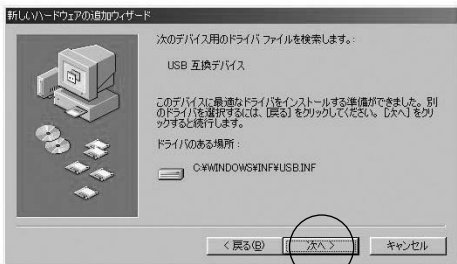 新しいハードウェアの追加ウィザード
次のデバイス用のドライバ ファイルを検索します。:
USB 互換デバイス
このデバイスに最適なドライバをインストールする準備ができました。別
のドライバを選択するには、[戻る] をクリックしてください。[次へ] をクリ
ックすると続行します。
ドライバのある場所 :
C:¥WINDOWS¥INF¥USB.INF
< 戻る(B)
次へ >
キャンセル